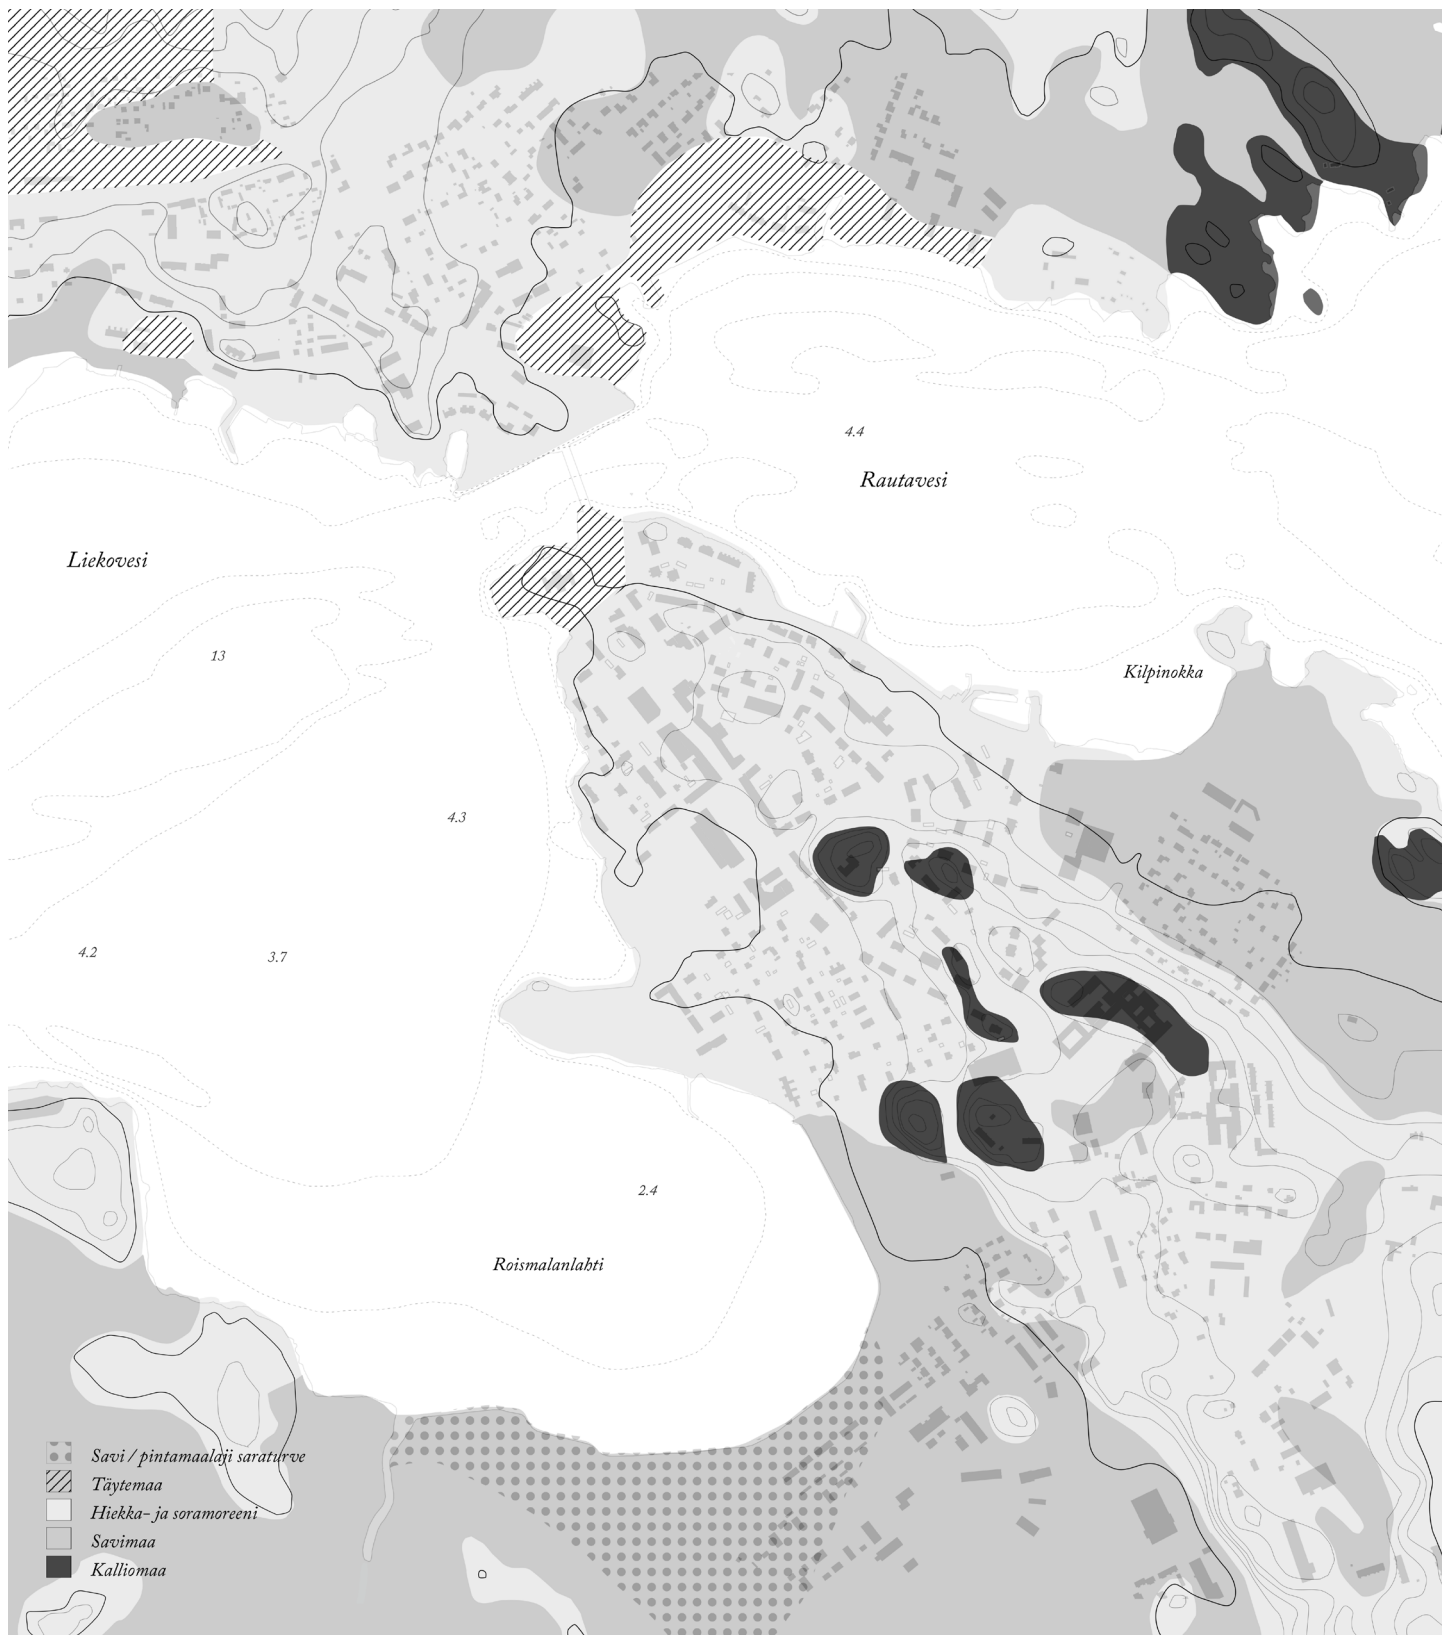 4.4
Rautavesi
Liekovesi
13
Kilpinokka
4.3
4.2
3.7
2.4
Roismalanlahti
Savi / pintamaalaji saraturve
Täytemaa
Hiekka- ja soramoreeni
Savimaa
Kalliomaa